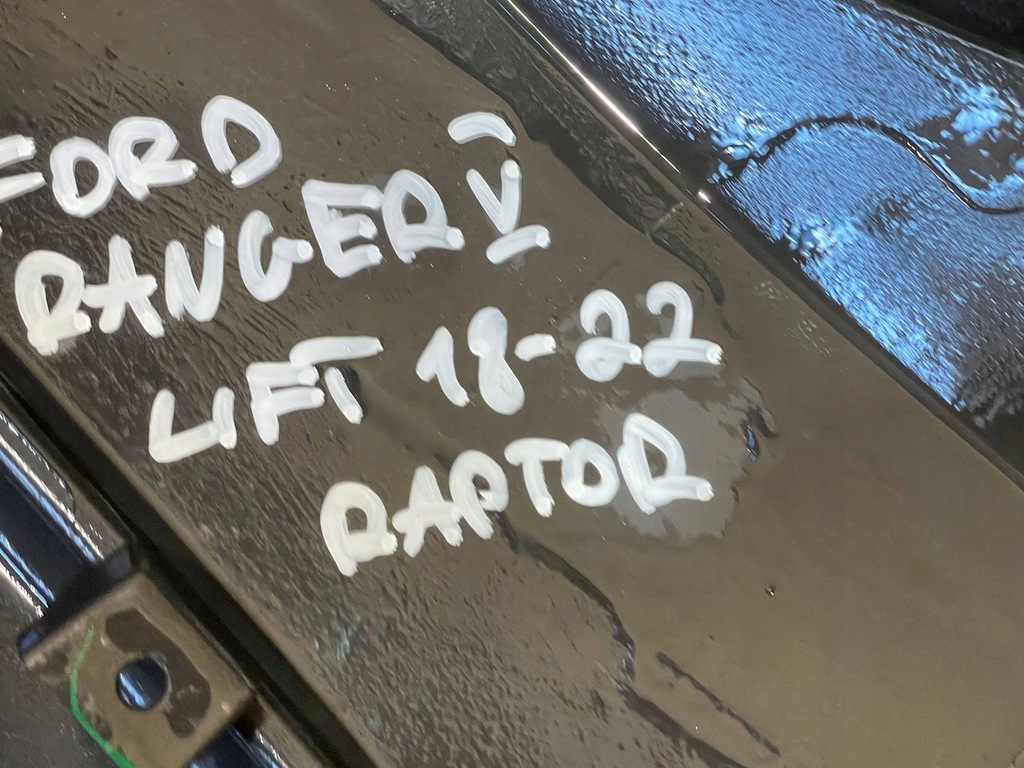 FORD
RANGER V
LIFT 18-22
RAPTOR